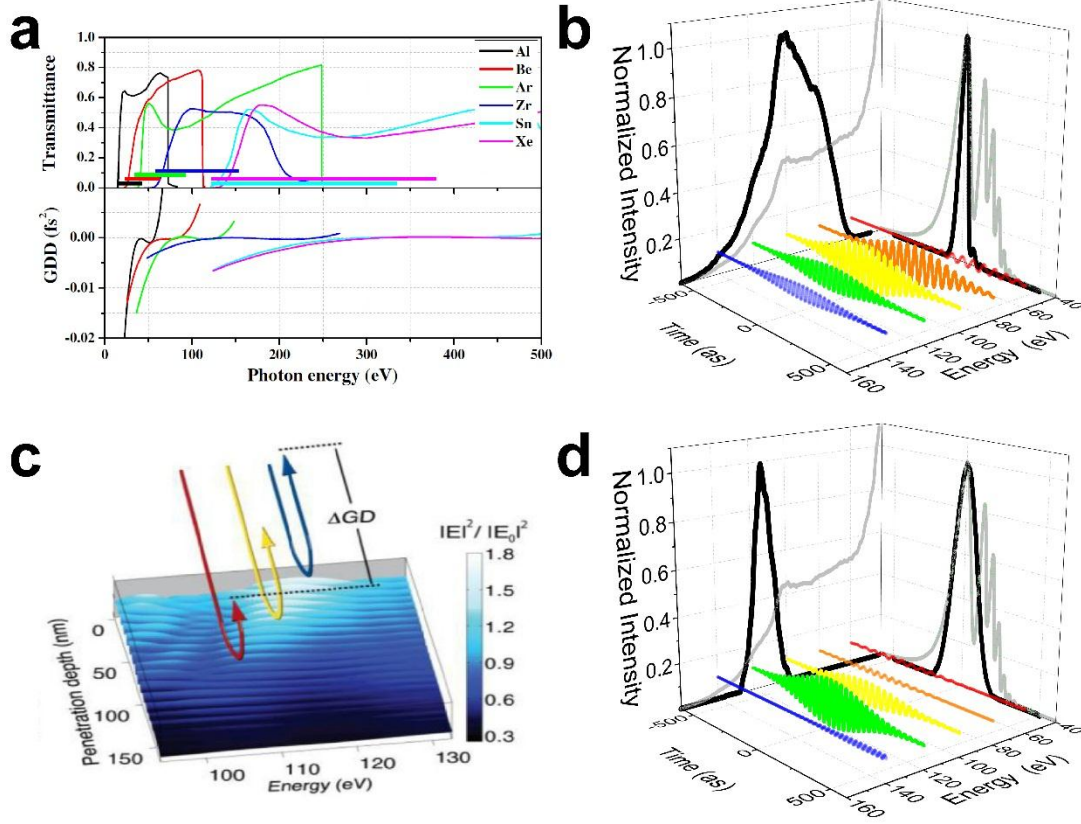 a
Transmittance
0.8
0.6
0.4
0.2
0.0
Al
Be
Ar
Zr
Sn
Xe
GDD (fs²)
0.00
-0.01
-0.02
0 50 100 150 200 250 300 350 400 450 500
Photon energy (eV)
b
Normalized Intensity
1.0
0.8
0.6
0.4
0.2
-500
0
500
Time (as)
160
140
120
100
80
60
40
Energy (eV)
c
ΔGD
|E|²/ |E₀|²
1.8
1.5
1.2
0.9
0.6
0.3
Penetration depth (nm)
0
50
100
150
100 110 120 130
Energy (eV)
d
Normalized Intensity
1.0
0.8
0.6
0.4
0.2
-500
0
500
Time (as)
160
140
120
100
80
60
40
Energy (eV)